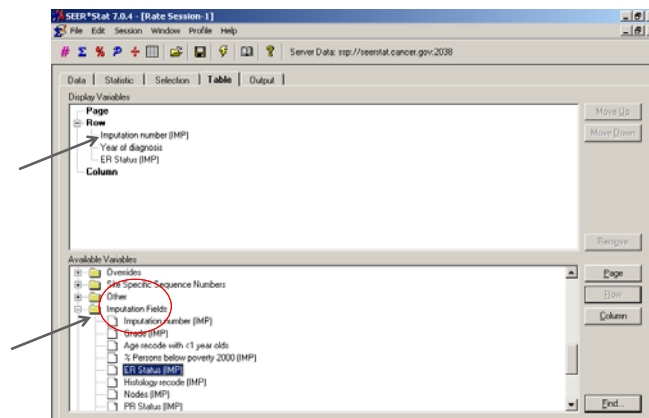 SEER*Stat 7.0.4 - [Rate Session-1]
File Edit Session Window Profile Help
Server Data: ssp://seerstat.cancer.gov:2038
Data Statistic Selection Table Output
Display Variables
Page
Row
Imputation number (IMP)
Year of diagnosis
ER Status (IMP)
Column
Move Up
Move Down
Remove
Available Variables
Overrides
Site Specific Sequence Numbers
Other
Imputation Fields
Imputation number (IMP)
Grade (IMP)
Age recode with <1 year olds
% Persons below poverty 2000 (IMP)
ER Status (IMP)
Histology recode (IMP)
Nodes (IMP)
PR Status (IMP)
Page
Row
Column
Find...